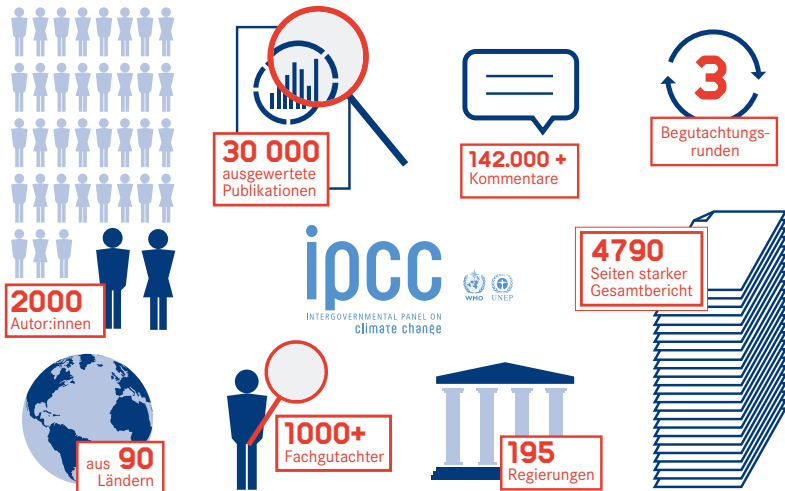 30 000
ausgewertete
Publikationen
142.000 +
Kommentare
3
Begutachtungs-
runden
2000
Autor:innen
ipcc
INTERGOVERNMENTAL PANEL ON
climate change
WMO
UNEP
4790
Seiten starker
Gesamtbericht
aus 90
Ländern
1000+
Fachgutachter
195
Regierungen